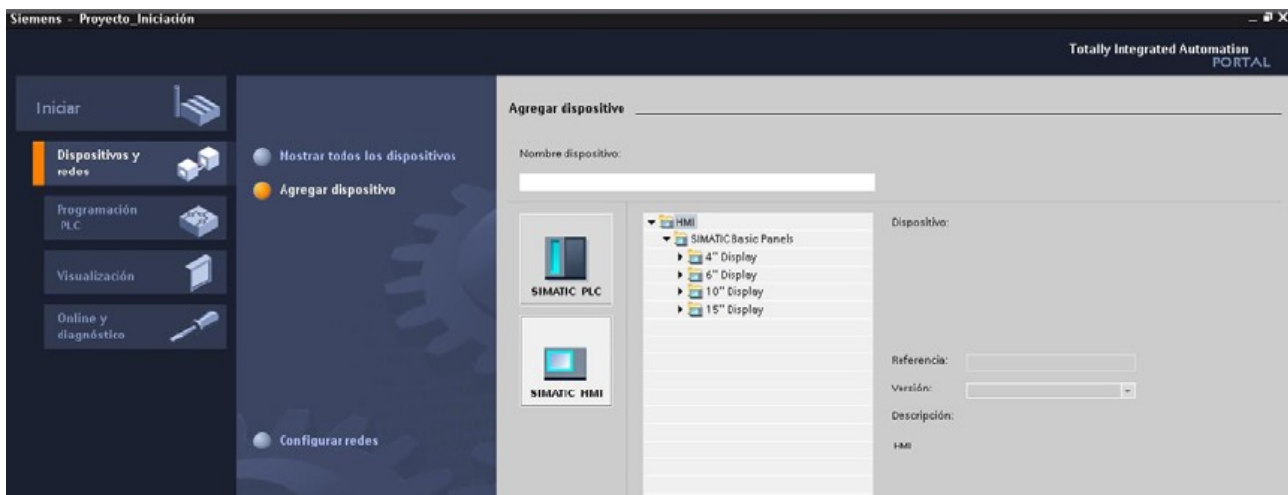 Siemens - Proyecto_Iniciación
Totally Integrated Automation
PORTAL
Iniciar
Dispositivos y
redes
Programación
PLC
Visualización
Online y
diagnóstico
Mostrar todos los dispositivos
Agregar dispositivo
Configurar redes
Agregar dispositivo
Nombre dispositivo:
SIMATIC PLC
SIMATIC HMI
HMI
SIMATIC Basic Panels
4" Display
6" Display
10" Display
15" Display
Dispositivo:
Referencia:
Versión:
Descripción:
HMI